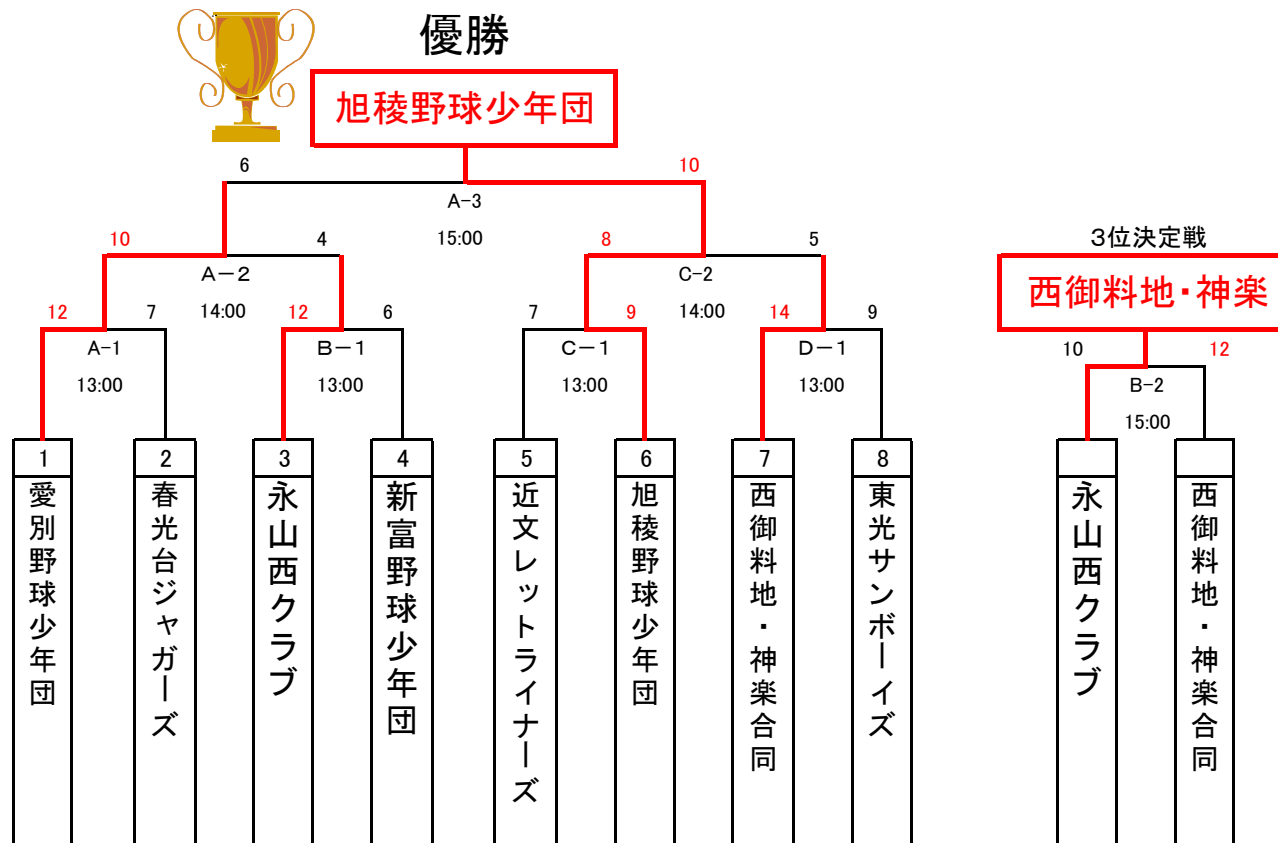 優勝
旭稜野球少年団
6
10
A-3
15:00
10
4
8
5
3位決定戦
A-2
C-2
西御料地・神楽
12
7
14:00
12
6
7
9
14:00
14
9
A-1
B-1
C-1
D-1
10
12
13:00
13:00
13:00
13:00
B-2
15:00
1
2
3
4
5
6
7
8
愛別野球少年団
春光台ジャガーズ
永山西クラブ
新富野球少年団
近文レットライナーズ
旭稜野球少年団
西御料地・神楽合同
東光サンボーイズ
永山西クラブ
西御料地・神楽合同